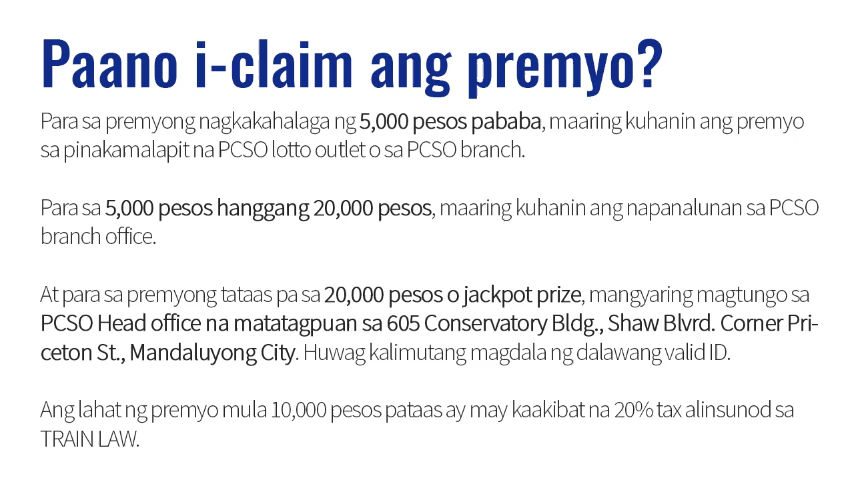 Paano i-claim ang premyo?
Para sa premyong nagkakahalaga ng 5,000 pesos pababa, maaring kuhanin ang premyo
sa pinakamalapit na PCSO lotto outlet o sa PCSO branch.
Para sa 5,000 pesos hanggang 20,000 pesos, maaring kuhanin ang napanalunan sa PCSO
branch office.
At para sa premyong tataas pa sa 20,000 pesos o jackpot prize, mangyaring magtungo sa
PCSO Head office na matatagpuan sa 605 Conservatory Bldg., Shaw Blvrd. Corner Pri-
ceton St., Mandaluyong City. Huwag kalimutang magdala ng dalawang valid ID.
Ang lahat ng premyo mula 10,000 pesos pataas ay may kaakibat na 20% tax alinsunod sa
TRAIN LAW.